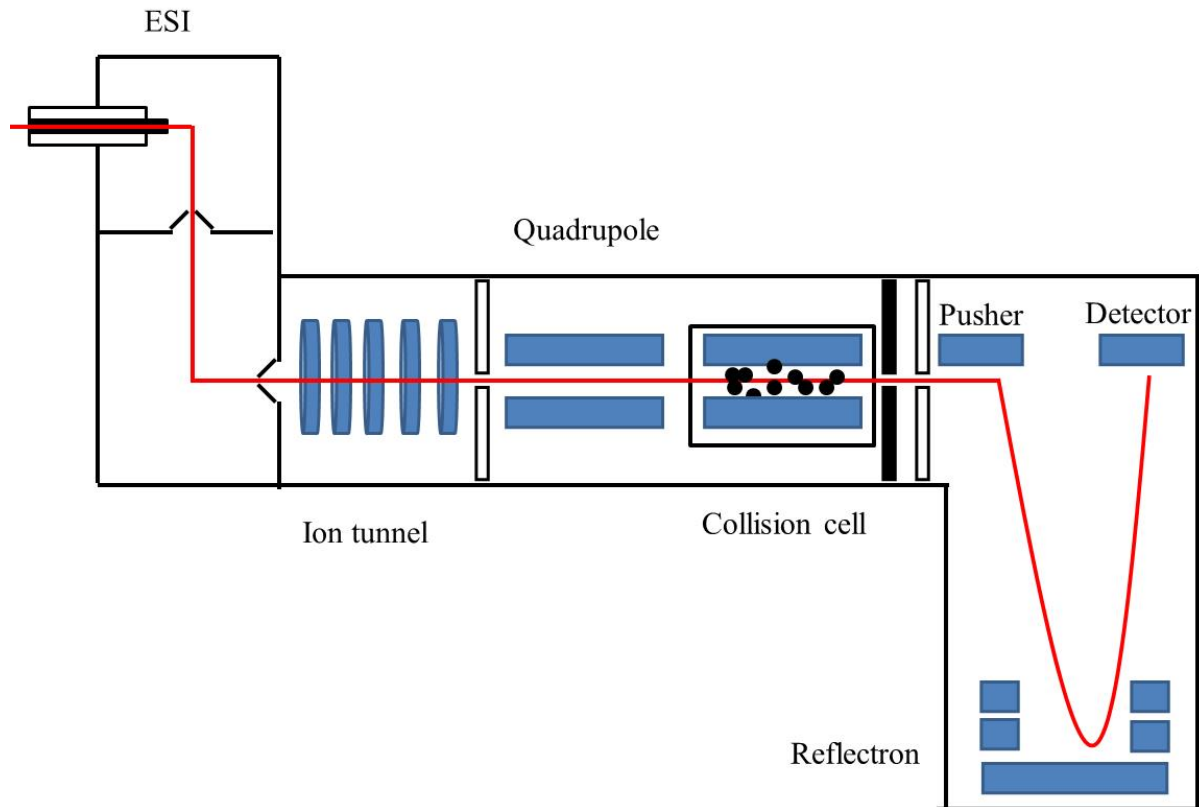 ESI
Quadrupole
Pusher
Detector
Ion tunnel
Collision cell
Reflectron